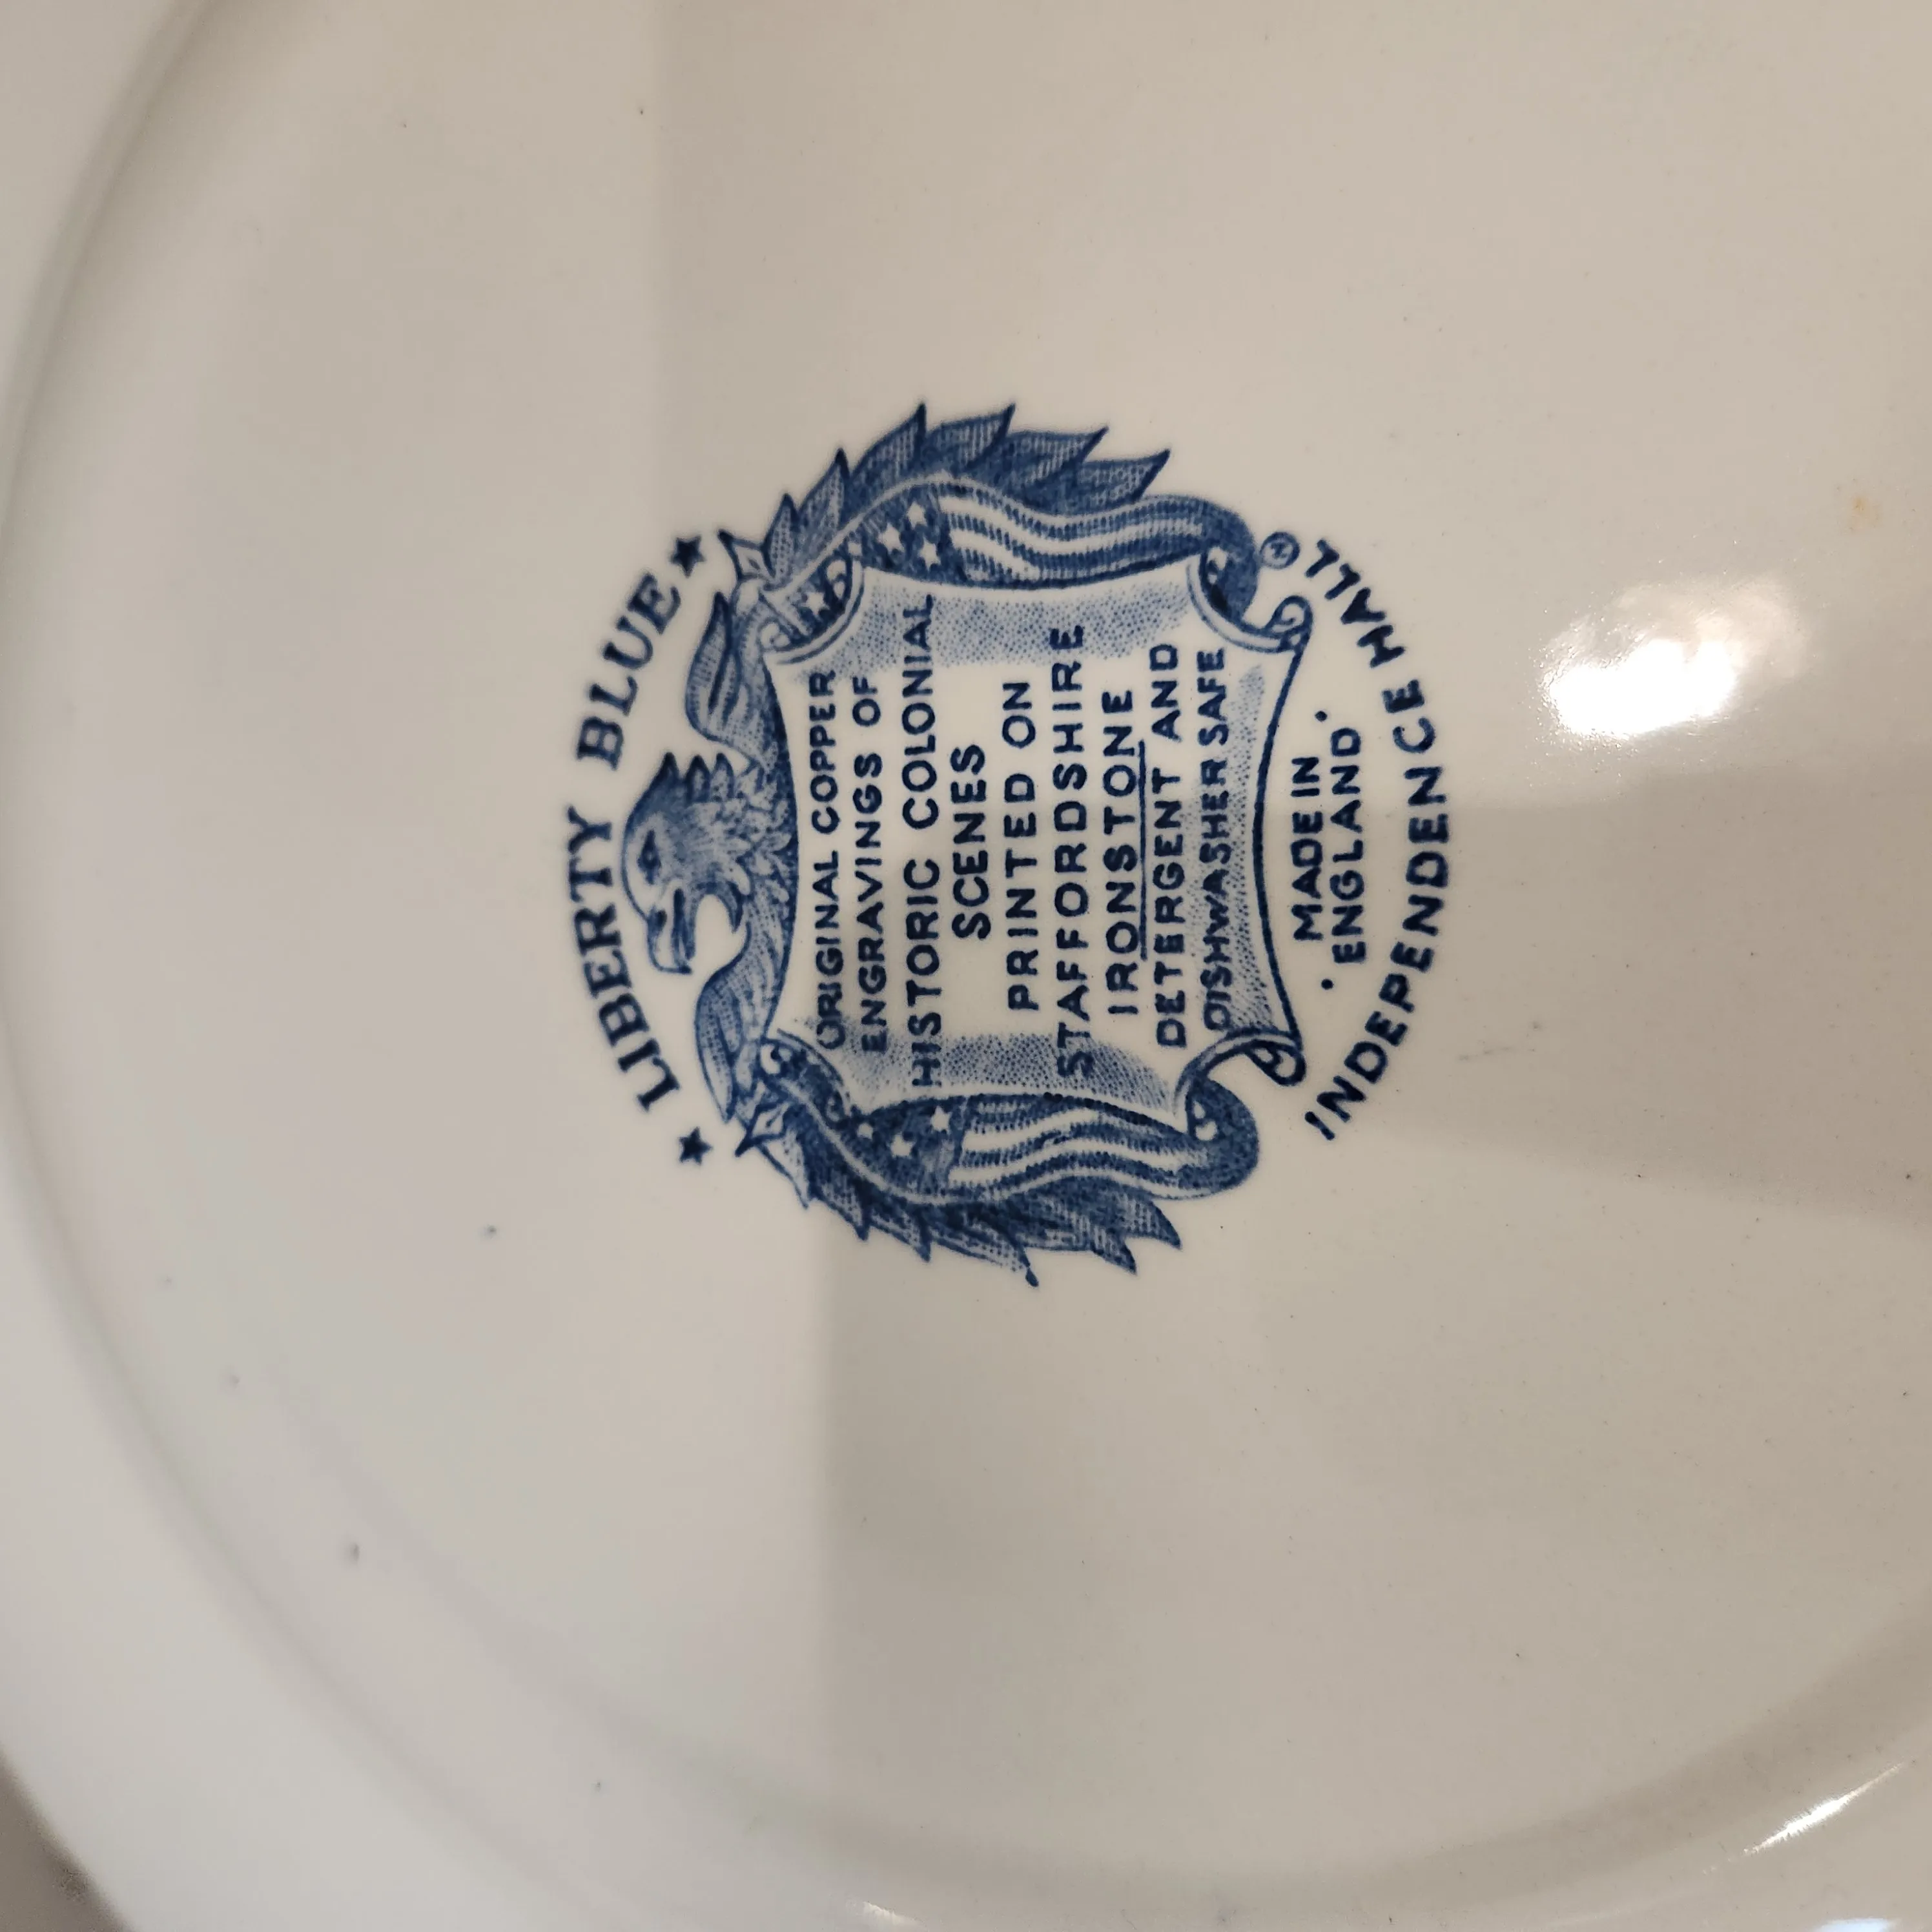 LIBERTY BLUE
ORIGINAL COPPER
ENGRAVINGS OF
HISTORIC COLONIAL
SCENES
PRINTED ON
STAFFORDSHIRE
IRONSTONE
DETERGENT AND
DISHWASHER SAFE
®
MADE IN
ENGLAND
INDEPENDENCE HALL